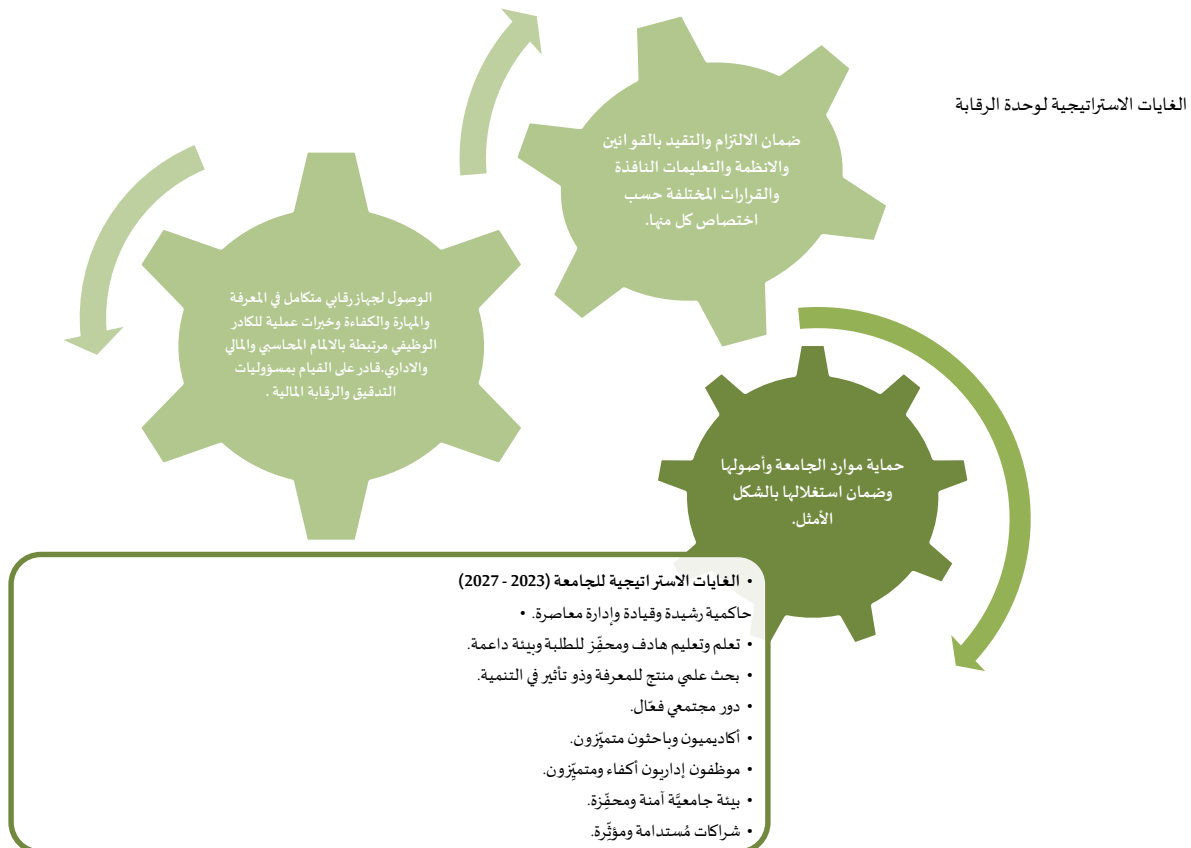 الغايات الاستراتيجية لوحدة الرقابة
ضمان الالتزام والتقيد بالقوانين
والانظمة والتعليمات النافذة
والقرارات المختلفة حسب
اختصاص كل منها.
الوصول لجهاز رقابي متكامل في المعرفة
والمهارة والكفاءة وخبرات عملية للكادر
الوظيفي مرتبطة بالالمام المحاسبي والمالي
والاداري.قادر على القيام بمسؤوليات
التدقيق والرقابة المالية .
حماية موارد الجامعة وأصولها
وضمان استغلالها بالشكل
الأمثل.
• الغايات الاستراتيجية للجامعة (2023 - 2027)
حاكمية رشيدة وقيادة وإدارة معاصرة. •
• تعلم وتعليم هادف ومحفِّز للطلبة وبيئة داعمة.
• بحث علمي منتج للمعرفة وذو تأثير في التنمية.
• دور مجتمعي فعّال.
• أكاديميون وباحثون متميِّزون.
• موظفون إداريون أكفاء ومتميِّزون.
• بيئة جامعيَّة آمنة ومحفِّزة.
• شراكات مُستدامة ومؤثِّرة.